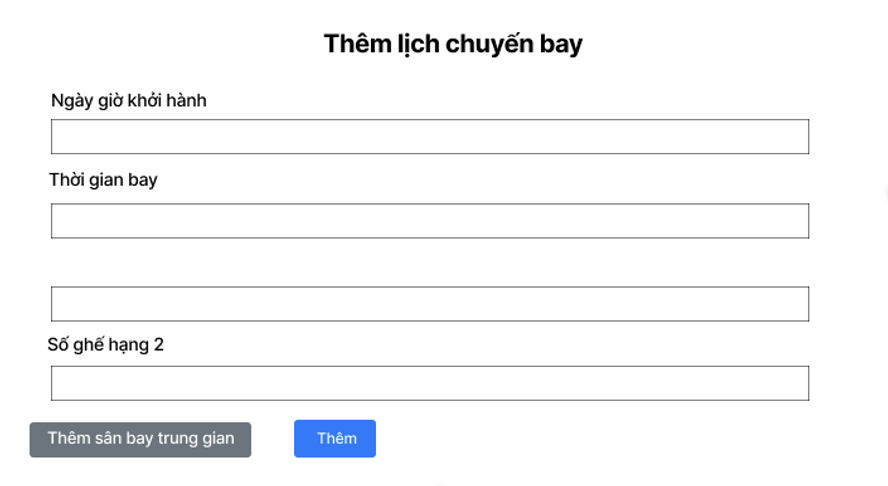 Thêm lịch chuyến bay
Ngày giờ khởi hành
Thời gian bay
Số ghế hạng 2
Thêm sân bay trung gian
Thêm